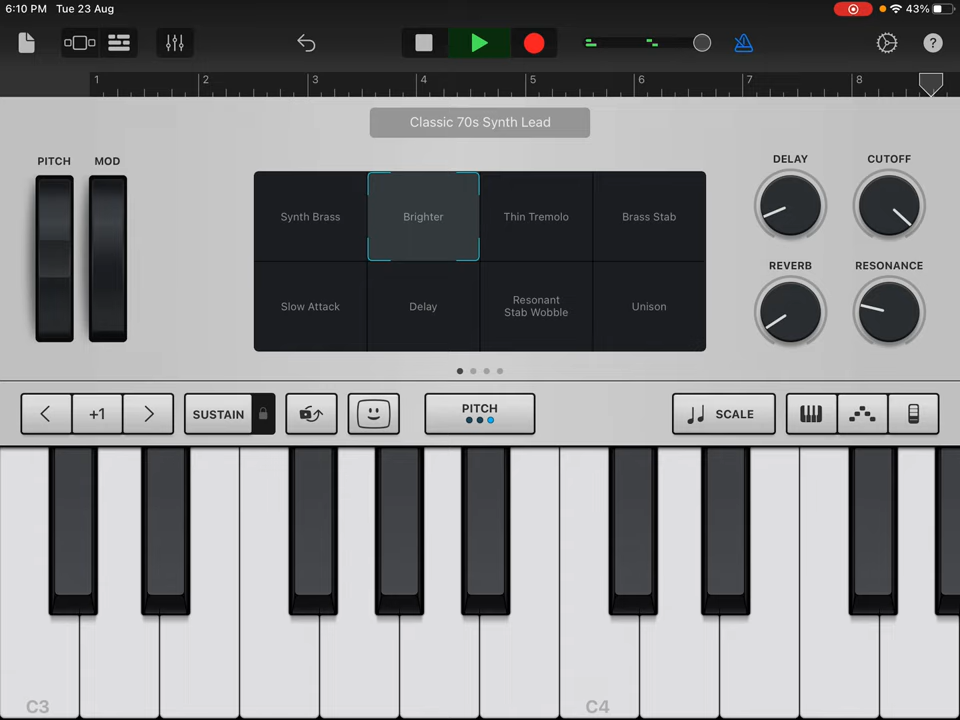 6:10 PM Tue 23 Aug
43%
?
1 2 3 4 5 6 7 8
Classic 70s Synth Lead
PITCH MOD
DELAY CUTOFF
Synth Brass Brighter Thin Tremolo Brass Stab
REVERB RESONANCE
Slow Attack Delay Resonant
Stab Wobble Unison
+1 SUSTAIN PITCH SCALE
C3 C4